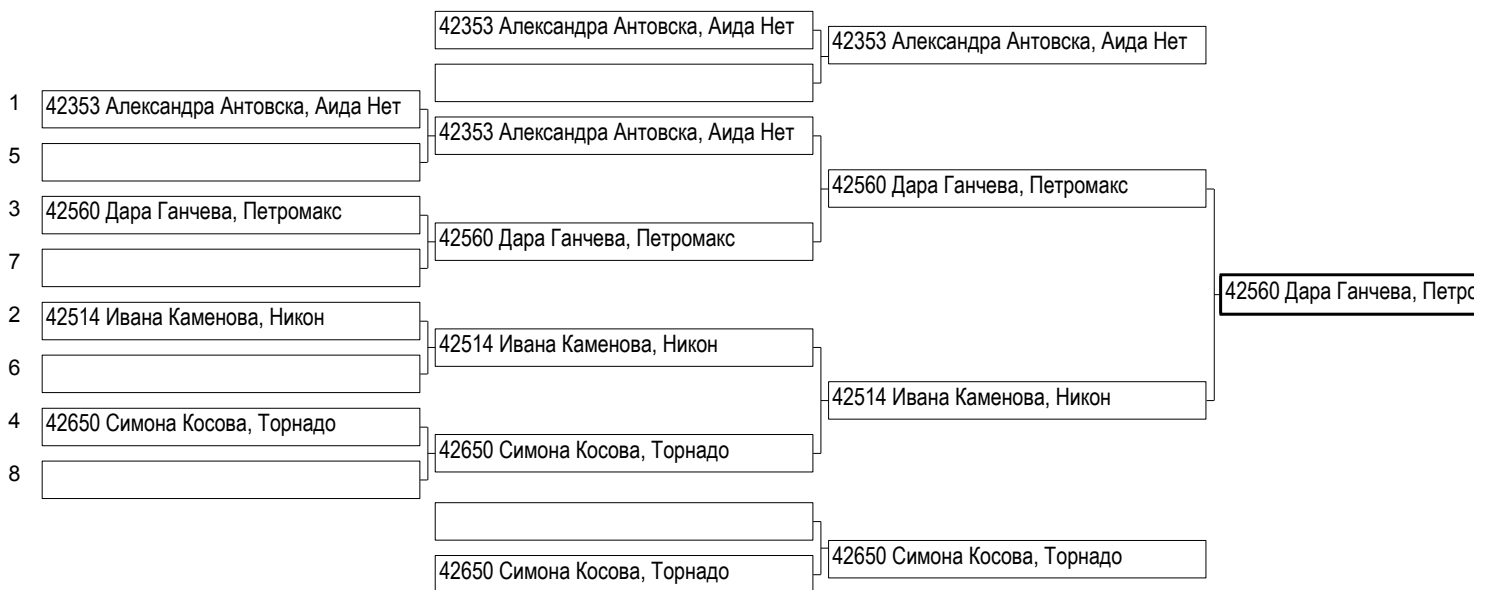 42353 Александра Антовска, Аида Нет
42353 Александра Антовска, Аида Нет
1 42353 Александра Антовска, Аида Нет
42353 Александра Антовска, Аида Нет
5
42560 Дара Ганчева, Петромакс
3 42560 Дара Ганчева, Петромакс
42560 Дара Ганчева, Петромакс
7
42560 Дара Ганчева, Петро
2 42514 Ивана Каменова, Никон
42514 Ивана Каменова, Никон
6
42514 Ивана Каменова, Никон
4 42650 Симона Косова, Торнадо
42650 Симона Косова, Торнадо
8
42650 Симона Косова, Торнадо
42650 Симона Косова, Торнадо